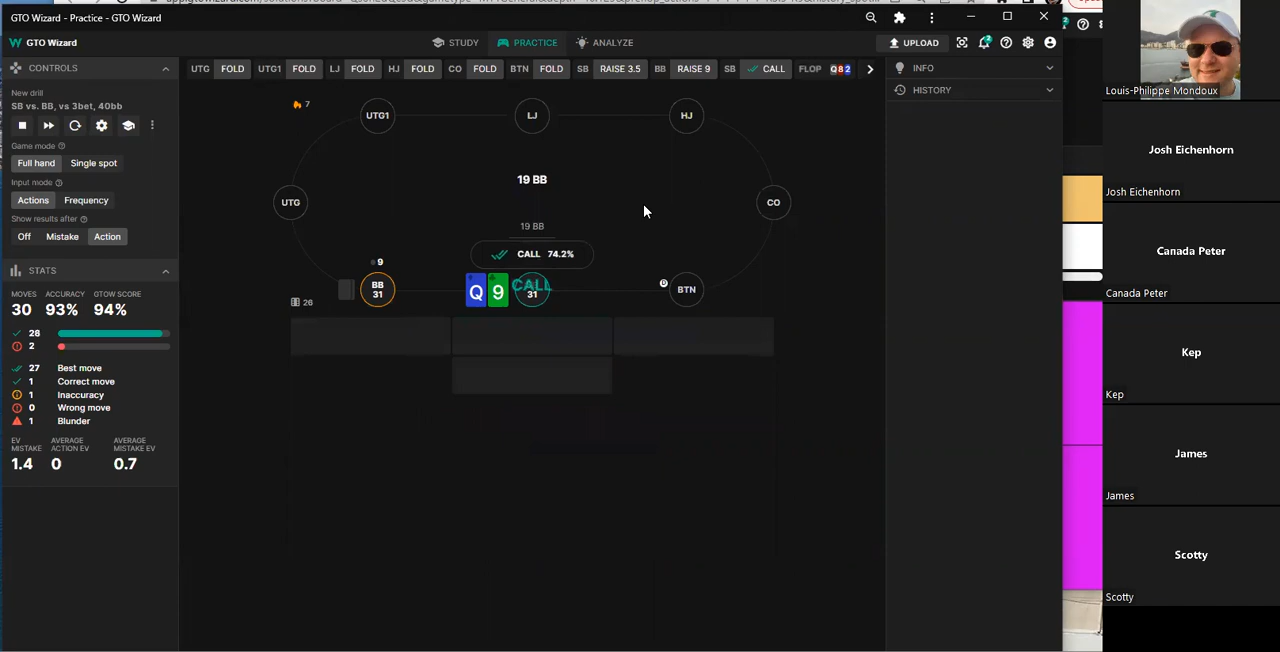 GTO Wizard - Practice - GTO Wizard
GTO Wizard
STUDY
PRACTICE
ANALYZE
UPLOAD
CONTROLS
UTG FOLD UTG1 FOLD LJ FOLD HJ FOLD CO FOLD BTN FOLD SB RAISE 3.5 BB RAISE 9 SB CALL FLOP Q 8 2
INFO
HISTORY
New drill
SB vs. BB, vs 3bet, 40bb
Game mode
Full hand Single spot
Input mode
Actions Frequency
Show results after
Off Mistake Action
STATS
MOVES ACCURACY GTOW SCORE
30 93% 94%
28
2
27 Best move
1 Correct move
1 Inaccuracy
0 Wrong move
1 Blunder
EV MISTAKE
AVERAGE ACTION EV
AVERAGE MISTAKE EV
1.4 0 0.7
7
UTG1
LJ
HJ
UTG
19 BB
CO
19 BB
CALL 74.2%
9
BB
31
Q 9
CALL
31
D
BTN
26
Louis-Philippe Mondoux
Josh Eichenhorn
Josh Eichenhorn
Canada Peter
Canada Peter
Kep
Kep
James
James
Scotty
Scotty